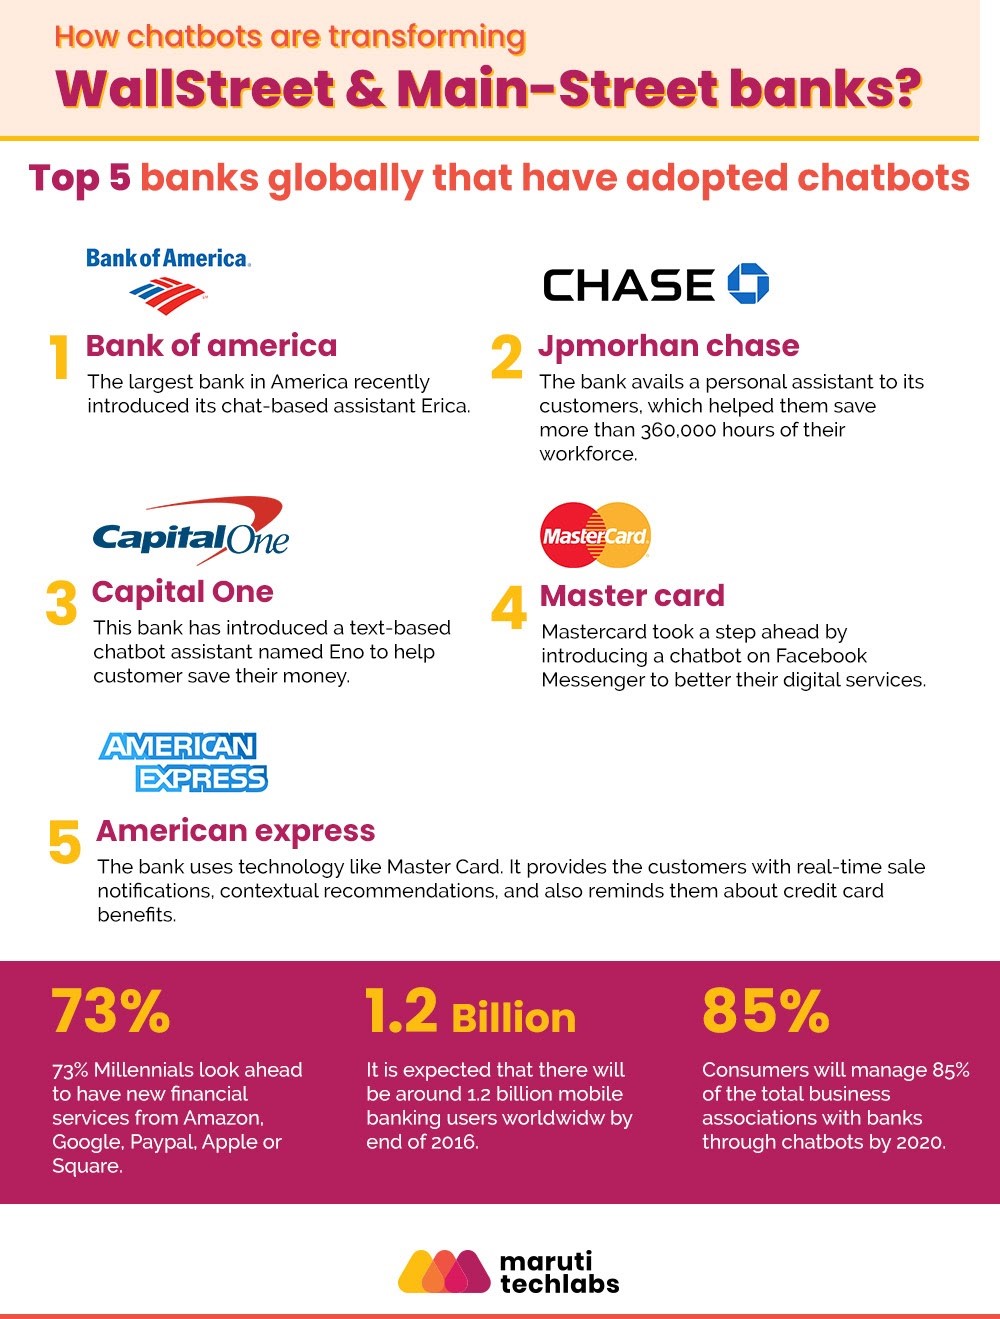 How chatbots are transforming
WallStreet & Main-Street banks?
Top 5 banks globally that have adopted chatbots
Bank of America
1 Bank of america
The largest bank in America recently
introduced its chat-based assistant Erica.
CHASE
2 Jpmorhan chase
The bank avails a personal assistant to its
customers, which helped them save
more than 360,000 hours of their
workforce.
CapitalOne
3 Capital One
This bank has introduced a text-based
chatbot assistant named Eno to help
customer save their money.
MasterCard
4 Master card
Mastercard took a step ahead by
introducing a chatbot on Facebook
Messenger to better their digital services.
AMERICAN
EXPRESS
5 American express
The bank uses technology like Master Card. It provides the customers with real-time sale
notifications, contextual recommendations, and also reminds them about credit card
benefits.
73%
73% Millennials look ahead
to have new financial
services from Amazon,
Google, Paypal, Apple or
Square.
1.2 Billion
It is expected that there will
be around 1.2 billion mobile
banking users worldwidw by
end of 2016.
85%
Consumers will manage 85%
of the total business
associations with banks
through chatbots by 2020.
maruti
techlabs